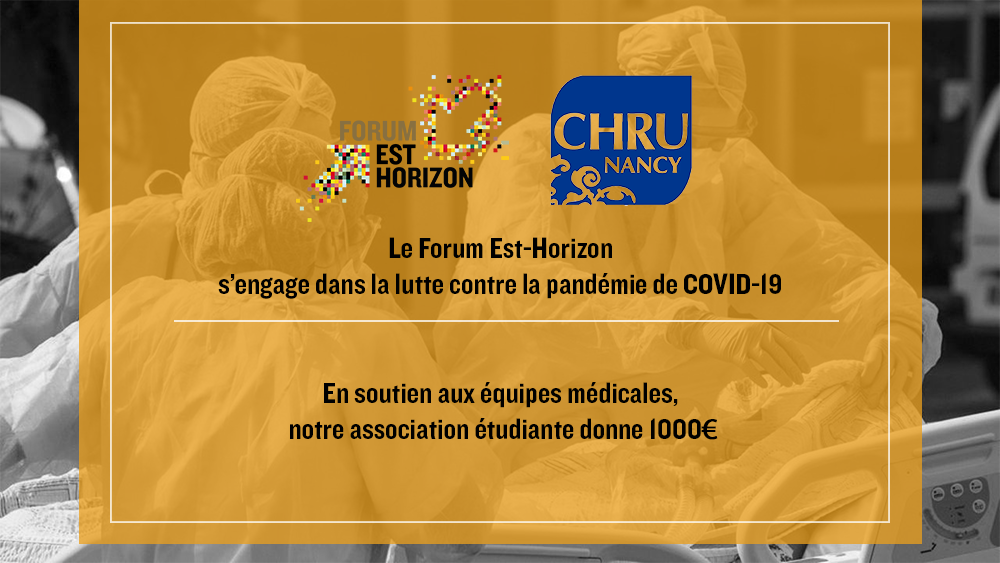 FORUM
EST
HORIZON
CHRU
NANCY
Le Forum Est-Horizon
s’engage dans la lutte contre la pandémie de COVID-19
En soutien aux équipes médicales,
notre association étudiante donne 1000€